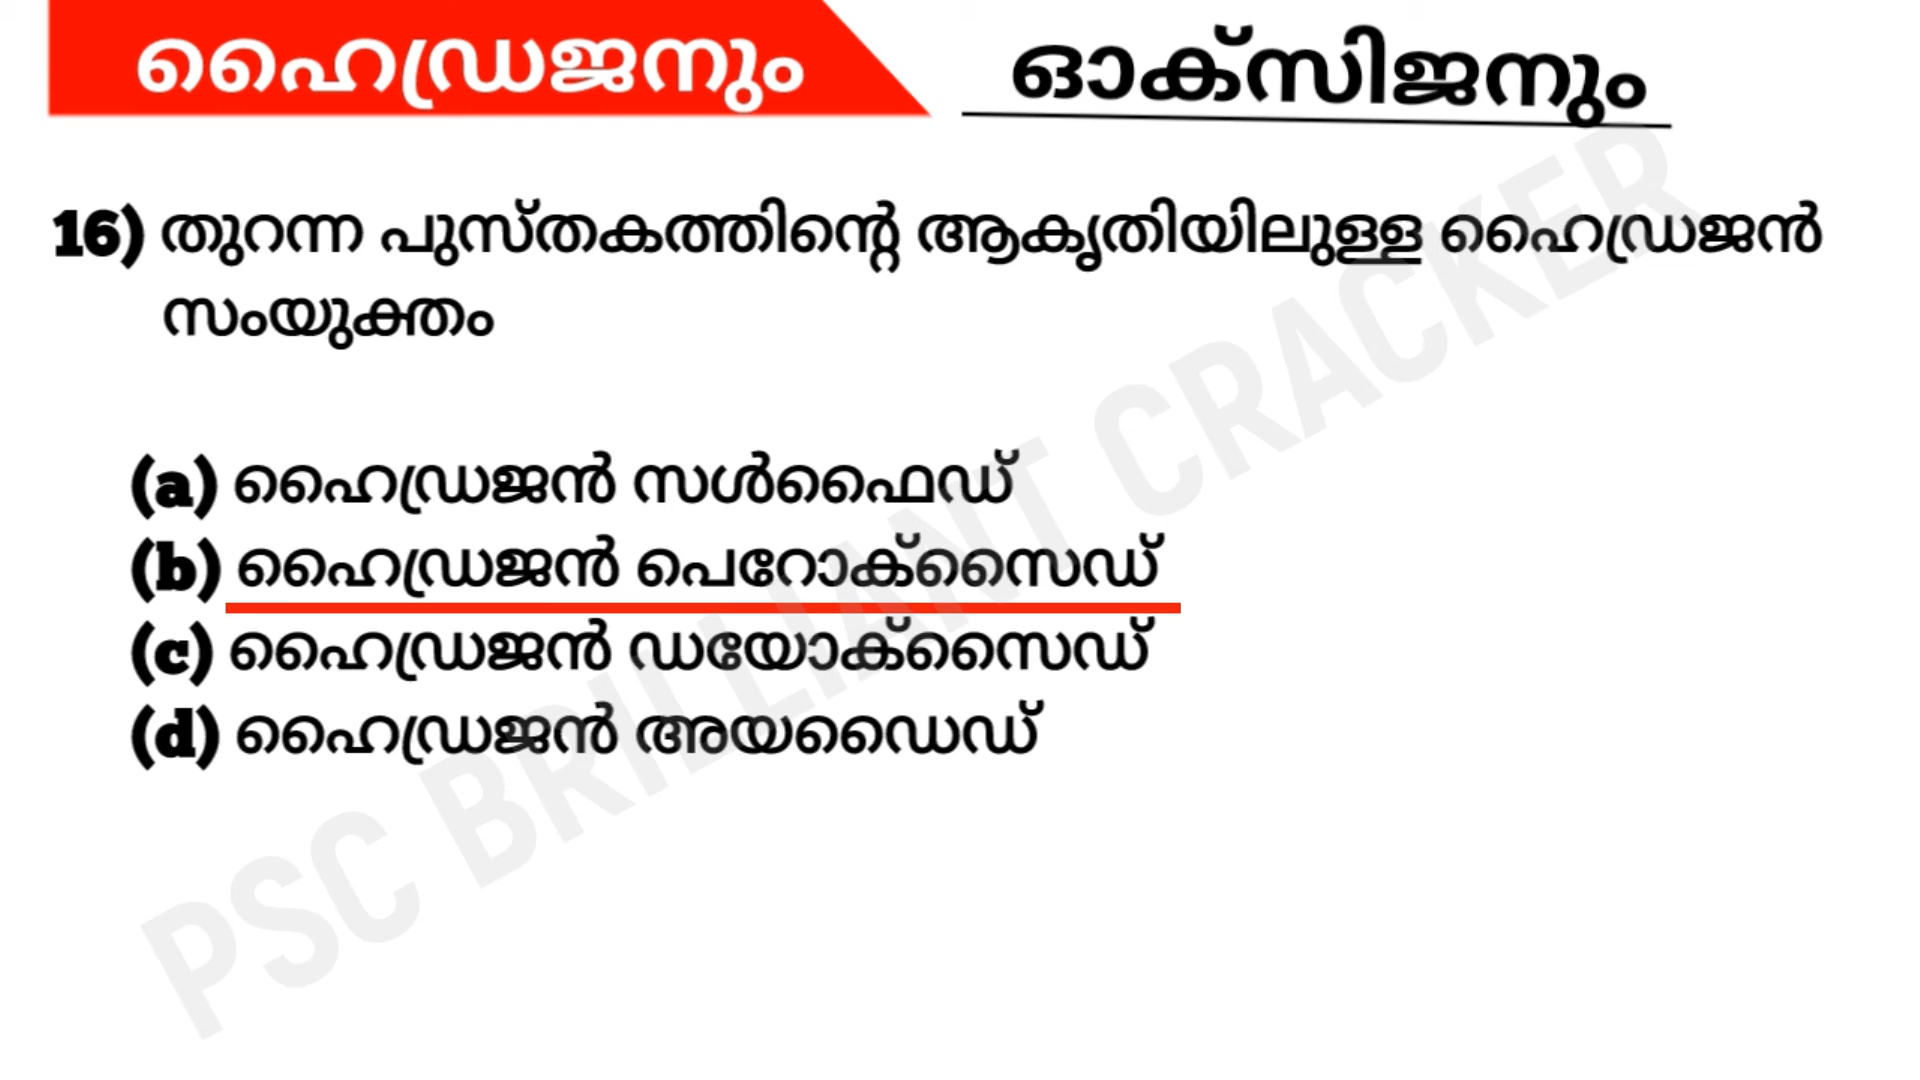 ഹൈഡ്രജനും ഓക്സിജനും
16) തുറന്ന പുസ്തകത്തിന്റെ ആകൃതിയിലുള്ള ഹൈഡ്രജൻ
സംയുക്തം
(a) ഹൈഡ്രജൻ സൾഫൈഡ്
(b) ഹൈഡ്രജൻ പെറോക്സൈഡ്
(c) ഹൈഡ്രജൻ ഡയോക്സൈഡ്
(d) ഹൈഡ്രജൻ അയഡൈഡ്
PSC BRILLIANT CRACKER